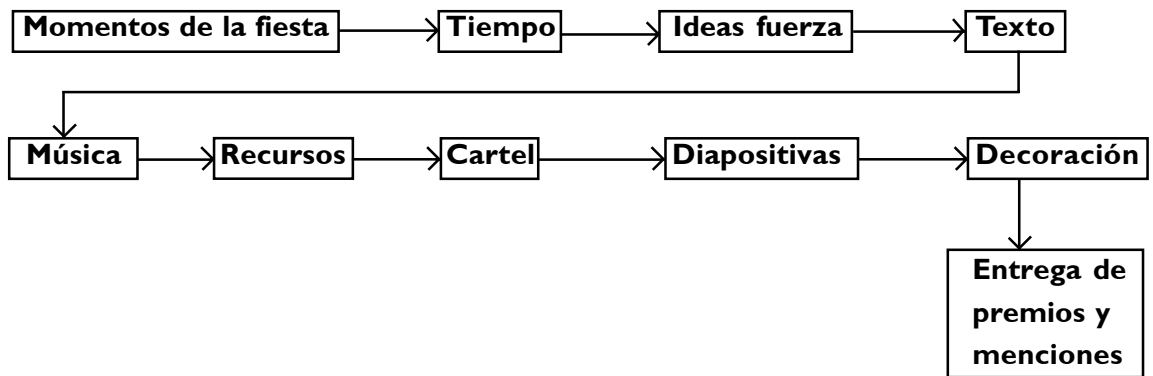 Momentos de la fiesta
Tiempo
Ideas fuerza
Texto
Música
Recursos
Cartel
Diapositivas
Decoración
Entrega de
premios y
menciones